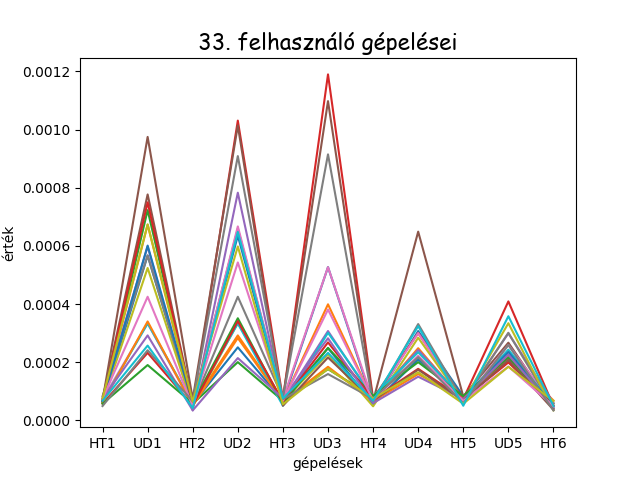 33. felhasználó gépelései
0.0012
0.0010
0.0008
0.0006
0.0004
0.0002
0.0000
érték
HT1 UD1 HT2 UD2 HT3 UD3 HT4 UD4 HT5 UD5 HT6
gépelések